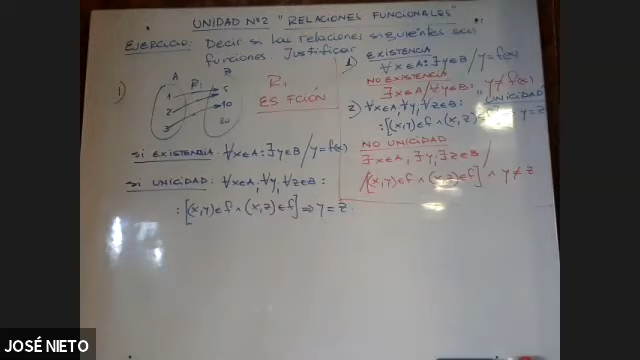 UNIDAD Nº2 "RELACIONES FUNCIONALES"
EJERCICIO: Decir si las relaciones siguientes son
funciones. Justificar
1)
A R₁ B
1
2
3
5
10
20
R₁
ES FCIÓN
SI EXISTENCIA. ∀x∈A: ∃y∈B / y=f(x)
SI UNICIDAD: ∀x∈A, ∀y, ∀z∈B:
: [(x,y)∈f ∧ (x,z)∈f] ⇒ y=z.
1) EXISTENCIA
∀x∈A: ∃y∈B / y=f(x)
NO EXISTENCIA
∃x∈A / ∀y∈B: y≠f(x)
"UNICIDAD"
2) ∀x∈A, ∀y, ∀z∈B:
: [(x,y)∈f ∧ (x,z) y=z
NO UNICIDAD
∃x∈A, ∃y, ∃z∈B /
/(x,y)∈f ∧ (x,z)∈f] ∧ y≠z
JOSÉ NIETO